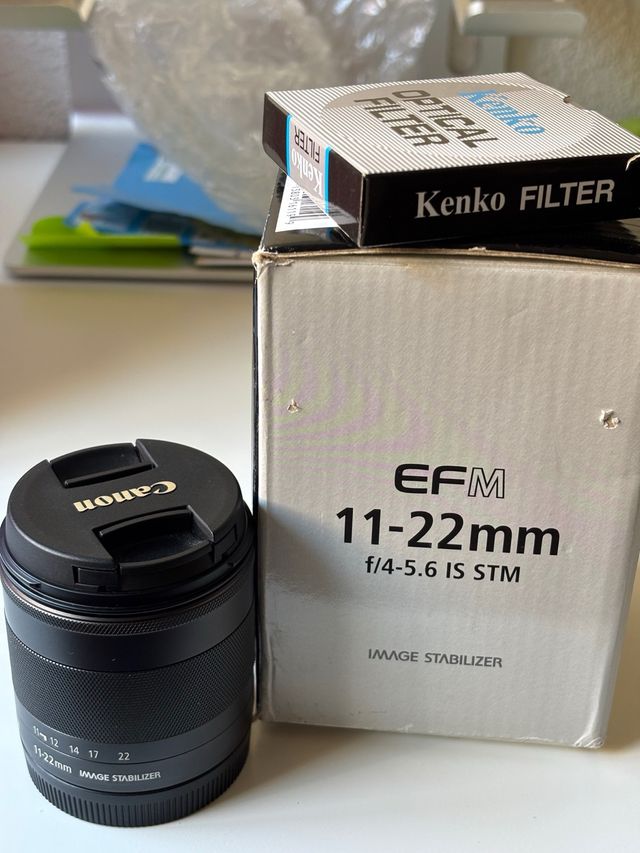 Kenko
OPTICAL
FILTER
Kenko
FILTER
Kenko FILTER
EFM
11-22mm
f/4-5.6 IS STM
IMAGE STABILIZER
Canon
11 12 14 17 22
11-22mm IMAGE STABILIZER